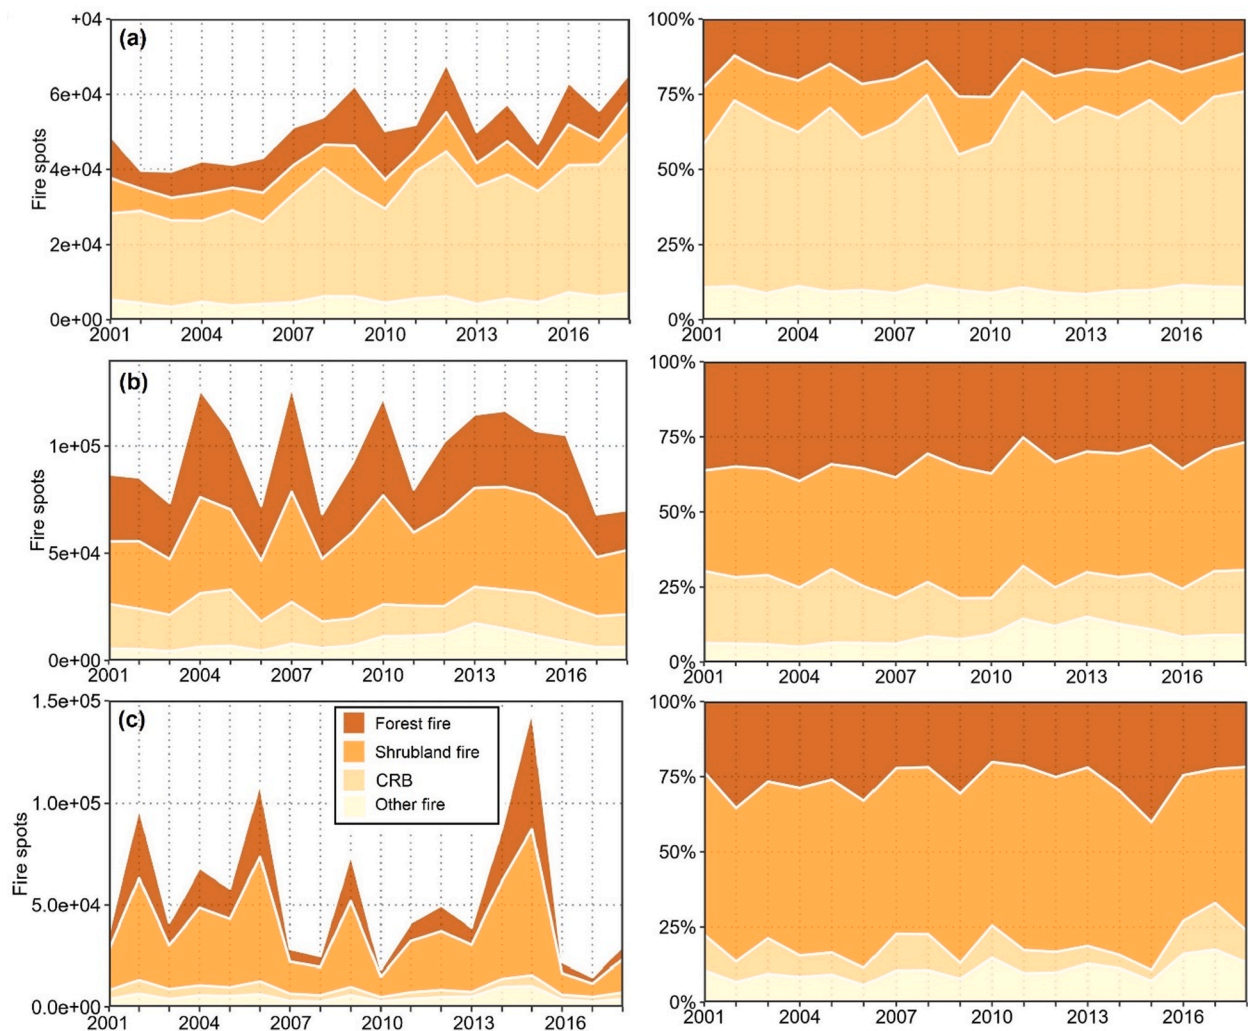 +04
(a)
6e+04
4e+04
2e+04
0e+00
Fire spots
2001 2004 2007 2010 2013 2016
100%
75%
50%
25%
0%
2001 2004 2007 2010 2013 2016
(b)
1e+05
5e+04
0e+00
Fire spots
2001 2004 2007 2010 2013 2016
100%
75%
50%
25%
0%
2001 2004 2007 2010 2013 2016
1.5e+05
(c)
1.0e+05
5.0e+04
0.0e+00
Fire spots
Forest fire
Shrubland fire
CRB
Other fire
2001 2004 2007 2010 2013 2016
100%
75%
50%
25%
0%
2001 2004 2007 2010 2013 2016